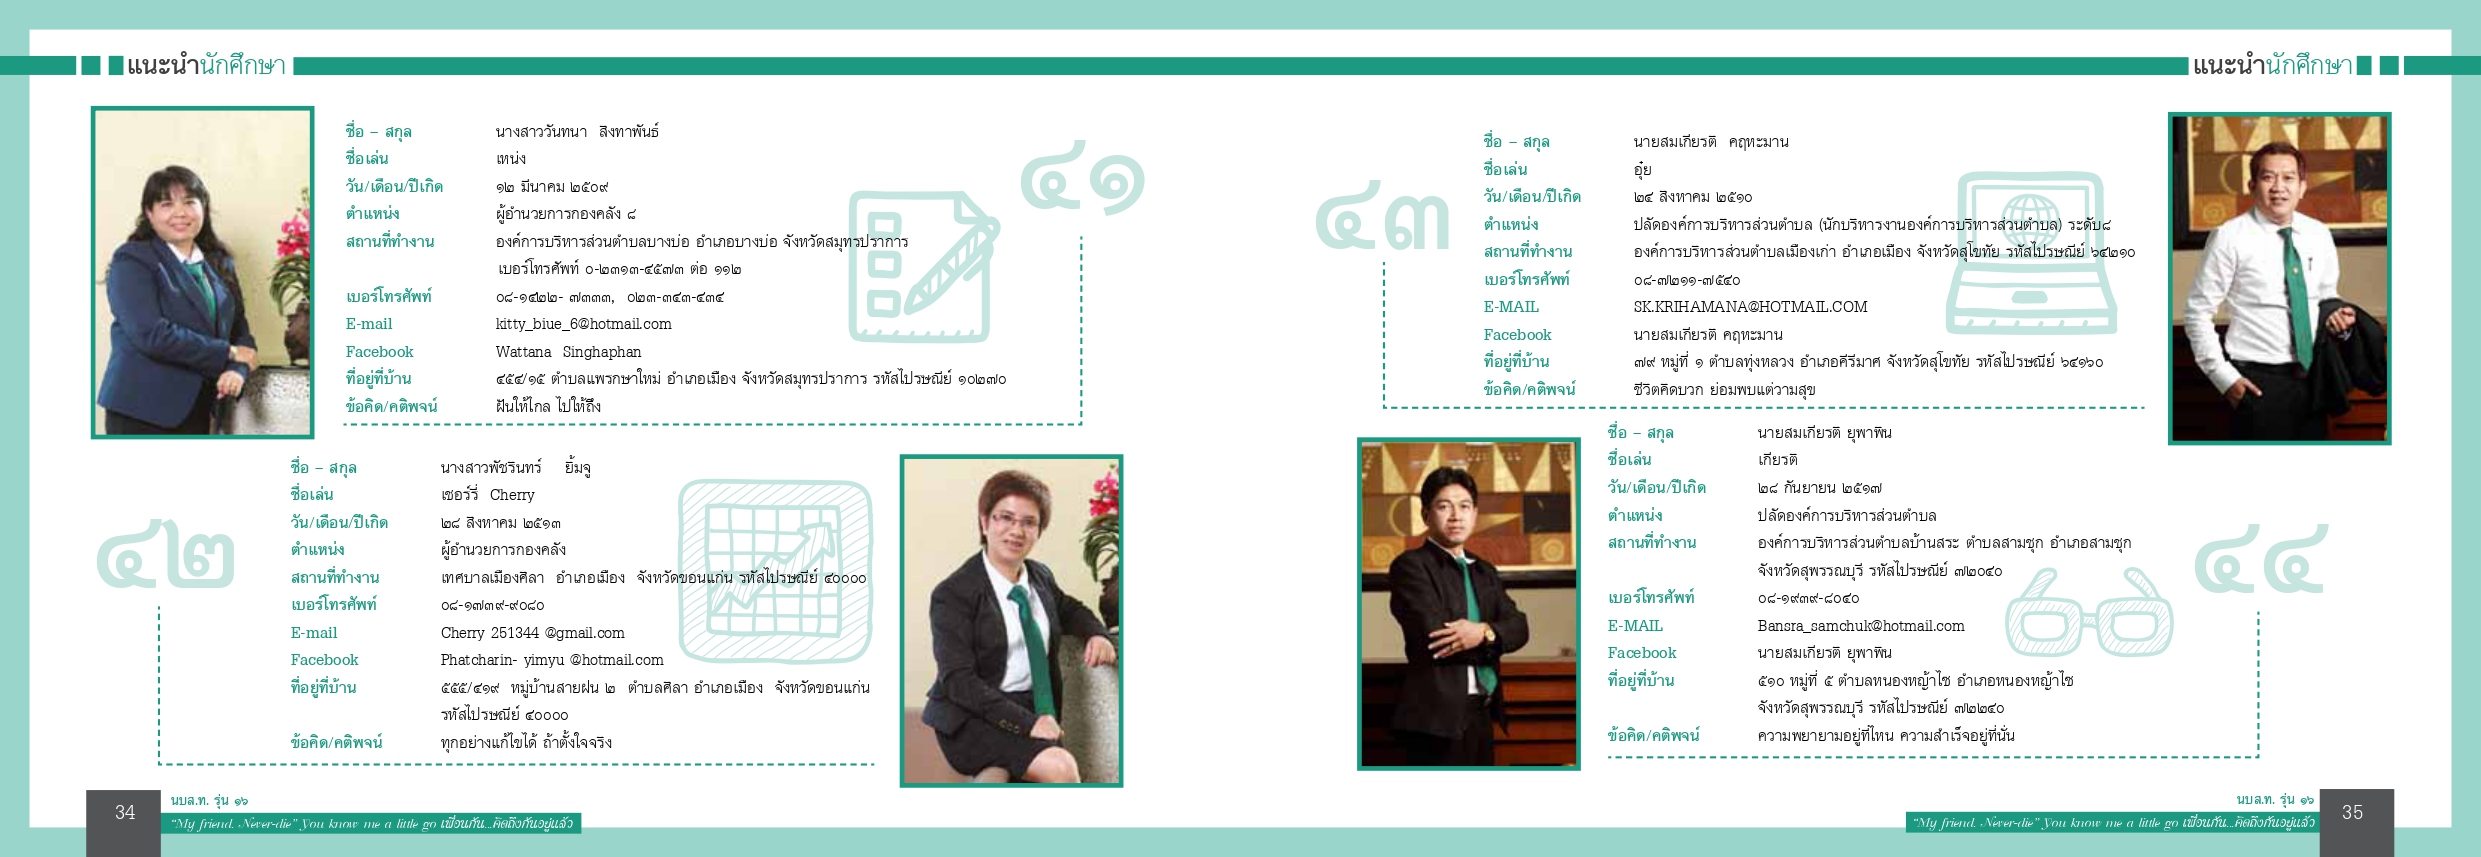 แนะนำนักศึกษา
ชื่อ – สกุล นางสาววันทนา สิงทาพันธ์
ชื่อเล่น เหน่ง
วัน/เดือน/ปีเกิด ๑๒ มีนาคม ๒๕๐๙
ตำแหน่ง ผู้อำนวยการกองคลัง ๘
สถานที่ทำงาน องค์การบริหารส่วนตำบลบางบ่อ อำเภอบางบ่อ จังหวัดสมุทรปราการ
เบอร์โทรศัพท์ ๐-๒๓๑๓-๔๕๗๓ ต่อ ๑๑๒
เบอร์โทรศัพท์ ๐๘-๑๔๒๒- ๗๓๓๓, ๐๒๓-๓๔๓-๔๓๔
E-mail kitty_biue_6@hotmail.com
Facebook Wattana Singhaphan
ที่อยู่ที่บ้าน ๔๕๔/๑๕ ตำบลแพรกษาใหม่ อำเภอเมือง จังหวัดสมุทรปราการ รหัสไปรษณีย์ ๑๐๒๗๐
ข้อคิด/คติพจน์ ฝันให้ไกล ไปให้ถึง
๔๑
๔๒
ชื่อ – สกุล นางสาวพัชรินทร์ ยิ้มจู
ชื่อเล่น เชอร์รี่ Cherry
วัน/เดือน/ปีเกิด ๒๘ สิงหาคม ๒๕๑๓
ตำแหน่ง ผู้อำนวยการกองคลัง
สถานที่ทำงาน เทศบาลเมืองศิลา อำเภอเมือง จังหวัดขอนแก่น รหัสไปรษณีย์ ๔๐๐๐๐
เบอร์โทรศัพท์ ๐๘-๑๗๓๙-๙๐๘๐
E-mail Cherry 251344 @gmail.com
Facebook Phatcharin- yimyu @hotmail.com
ที่อยู่ที่บ้าน ๕๕๕/๔๑๙ หมู่บ้านสายฝน ๒ ตำบลศิลา อำเภอเมือง จังหวัดขอนแก่น
รหัสไปรษณีย์ ๔๐๐๐๐
ข้อคิด/คติพจน์ ทุกอย่างแก้ไขได้ ถ้าตั้งใจจริง
34
นบส.ท. รุ่น ๑๖
“My friend. Never-die” You know me a little go เพื่อนกัน...คิดถึงกันอยู่แล้ว
แนะนำนักศึกษา
๔๓
ชื่อ – สกุล นายสมเกียรติ คฤหะมาน
ชื่อเล่น อุ๋ย
วัน/เดือน/ปีเกิด ๒๔ สิงหาคม ๒๕๑๐
ตำแหน่ง ปลัดองค์การบริหารส่วนตำบล (นักบริหารงานองค์การบริหารส่วนตำบล) ระดับ๘
สถานที่ทำงาน องค์การบริหารส่วนตำบลเมืองเก่า อำเภอเมือง จังหวัดสุโขทัย รหัสไปรษณีย์ ๖๔๒๑๐
เบอร์โทรศัพท์ ๐๘-๗๒๑๑-๗๕๔๐
E-MAIL SK.KRIHAMANA@HOTMAIL.COM
Facebook นายสมเกียรติ คฤหะมาน
ที่อยู่ที่บ้าน ๗๙ หมู่ที่ ๑ ตำบลทุ่งหลวง อำเภอคีรีมาศ จังหวัดสุโขทัย รหัสไปรษณีย์ ๖๔๑๖๐
ข้อคิด/คติพจน์ ชีวิตคิดบวก ย่อมพบแต่วามสุข
ชื่อ – สกุล นายสมเกียรติ ยุพาพิน
ชื่อเล่น เกียรติ
วัน/เดือน/ปีเกิด ๒๘ กันยายน ๒๕๑๗
ตำแหน่ง ปลัดองค์การบริหารส่วนตำบล
สถานที่ทำงาน องค์การบริหารส่วนตำบลบ้านสระ ตำบลสามชุก อำเภอสามชุก
จังหวัดสุพรรณบุรี รหัสไปรษณีย์ ๗๒๐๔๐
เบอร์โทรศัพท์ ๐๘-๑๙๓๙-๘๐๔๐
E-MAIL Bansra_samchuk@hotmail.com
Facebook นายสมเกียรติ ยุพาพิน
ที่อยู่ที่บ้าน ๕๑๐ หมู่ที่ ๕ ตำบลหนองหญ้าไซ อำเภอหนองหญ้าไซ
จังหวัดสุพรรณบุรี รหัสไปรษณีย์ ๗๒๒๔๐
ข้อคิด/คติพจน์ ความพยายามอยู่ที่ไหน ความสำเร็จอยู่ที่นั่น
๔๔
นบส.ท. รุ่น ๑๖
“My friend. Never-die” You know me a little go เพื่อนกัน...คิดถึงกันอยู่แล้ว
35